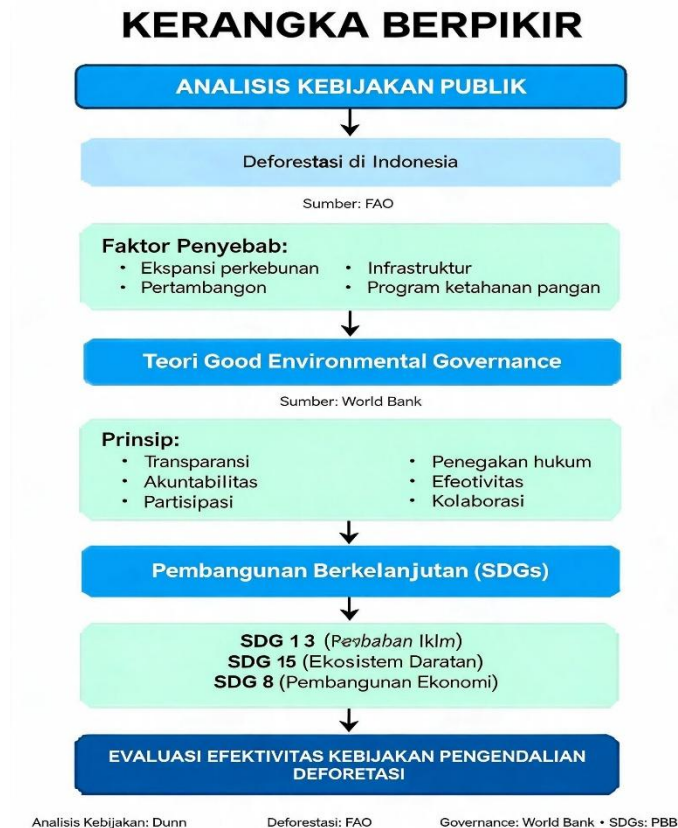 KERANGKA BERPIKIR
ANALISIS KEBIJAKAN PUBLIK
Deforestasi di Indonesia
Sumber: FAO
Faktor Penyebab:
• Ekspansi perkebunan • Infrastruktur
• Pertambangon • Program ketahanan pangan
Teori Good Environmental Governance
Sumber: World Bank
Prinsip:
• Transparansi • Penegakan hukum
• Akuntabilitas • Efeotivitas
• Partisipasi • Kolaborasi
Pembangunan Berkelanjutan (SDGs)
SDG 1 3 (
SDG 15 (Ekosistem Daratan)
SDG 8 (Pembangunan Ekonomi)
EVALUASI EFEKTIVITAS KEBIJAKAN PENGENDALIAN
DEFORETASI
Analisis Kebijakan: Dunn Deforestasi: FAO Governance: World Bank • SDGs: PBB